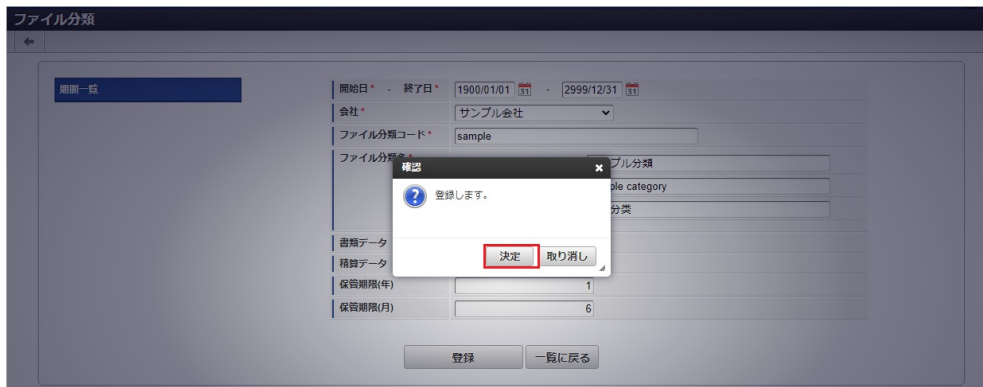 ファイル分類
期間一覧
開始日* - 終了日* 1900/01/01 31 - 2999/12/31 31
会社* サンプル会社
ファイル分類コード* sample
ファイル分類名*
プル分類
ple category
分类
確認
登録します。
決定 取り消し
書類データ
精算データ
保管期限(年) 1
保管期限(月) 6
登録 一覧に戻る